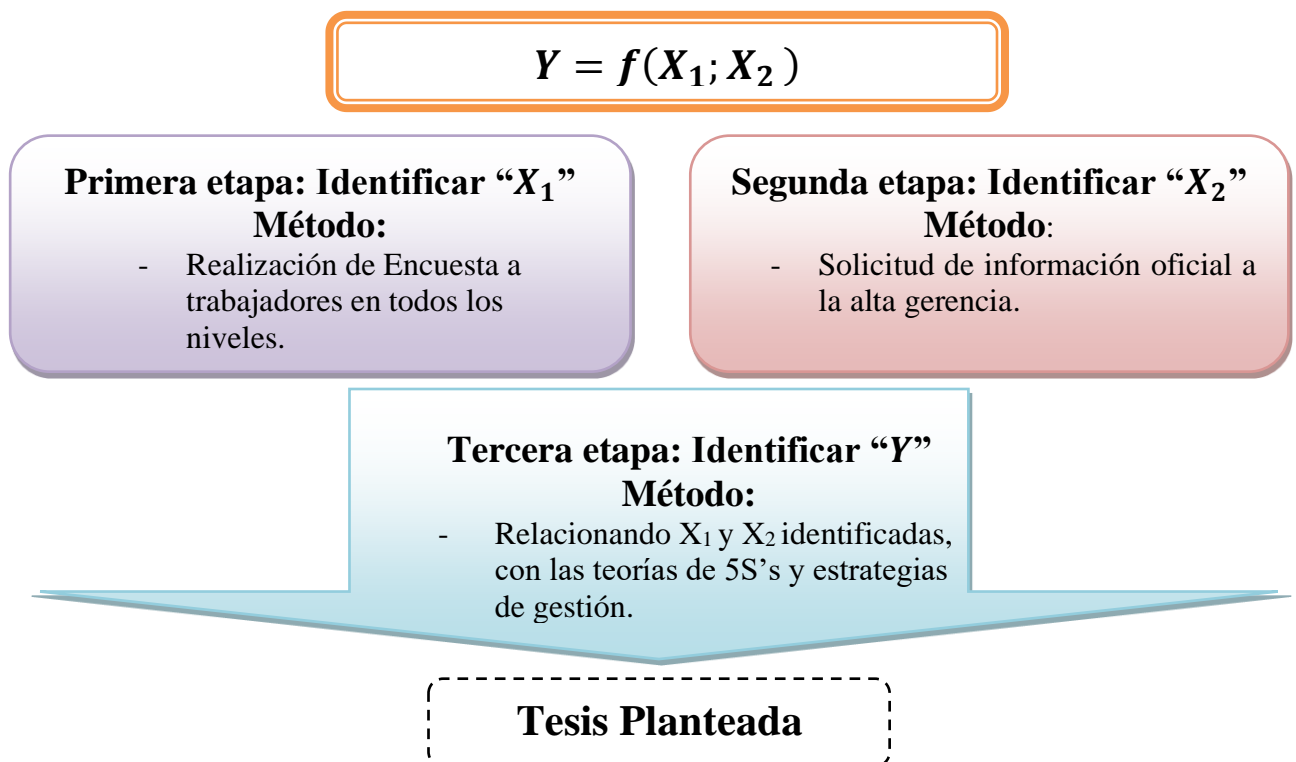 Y = f(X₁; X₂)
Primera etapa: Identificar “X₁”
Método:
- Realización de Encuesta a
trabajadores en todos los
niveles.
Segunda etapa: Identificar “X₂”
Método:
- Solicitud de información oficial a
la alta gerencia.
Tercera etapa: Identificar “Y”
Método:
- Relacionando X₁ y X₂ identificadas,
con las teorías de 5S’s y estrategias
de gestión.
Tesis Planteada